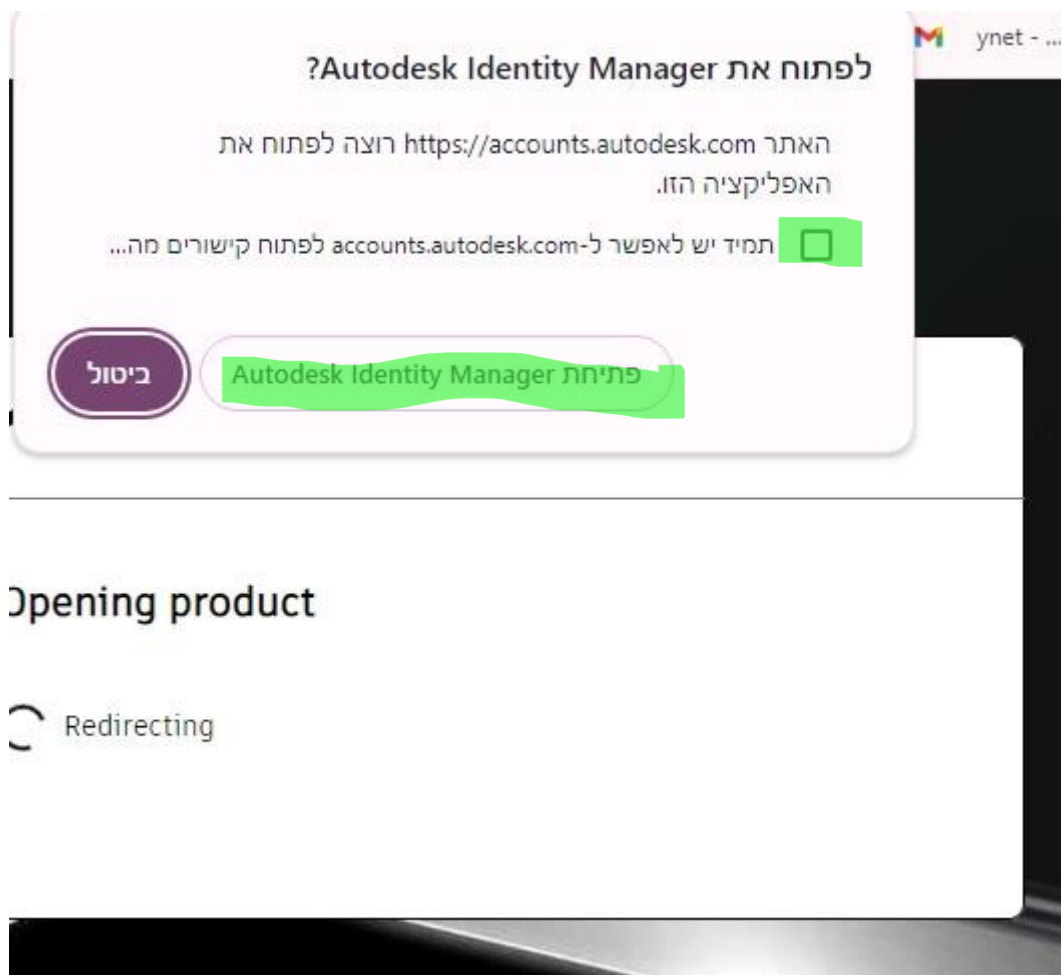 ynet - ...
לפתוח את Autodesk Identity Manager?
האתר https://accounts.autodesk.com רוצה לפתוח את
האפליקציה הזו.
תמיד יש לאפשר ל-accounts.autodesk.com לפתוח קישורים מה...
פתיחת Autodesk Identity Manager
ביטול
Opening product
Redirecting